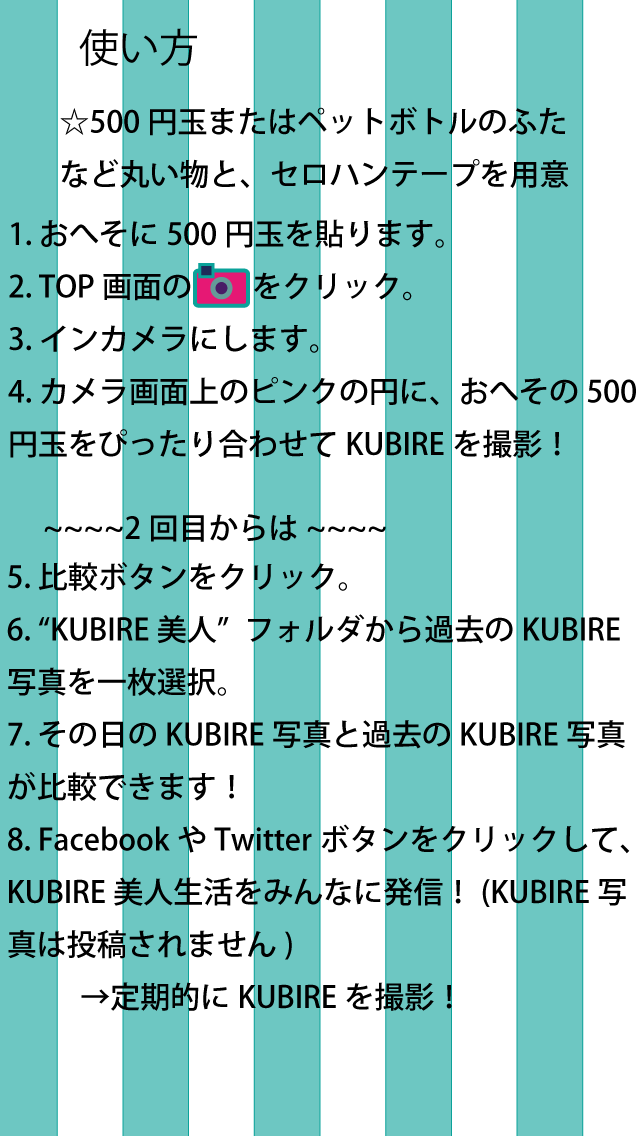 使い方
☆500 円玉またはペットボトルのふた
など丸い物と、セロハンテープを用意
1. おへそに 500 円玉を貼ります。
2. TOP 画面の をクリック。
3. インカメラにします。
4. カメラ画面上のピンクの円に、おへその 500
円玉をぴったり合わせて KUBIRE を撮影！
~~~~2 回目からは ~~~~
5. 比較ボタンをクリック。
6. “KUBIRE 美人” フォルダから過去の KUBIRE
写真を一枚選択。
7. その日の KUBIRE 写真と過去の KUBIRE 写真
が比較できます！
8. Facebook や Twitter ボタンをクリックして、
KUBIRE 美人生活をみんなに発信！ (KUBIRE 写
真は投稿されません )
→定期的に KUBIRE を撮影！